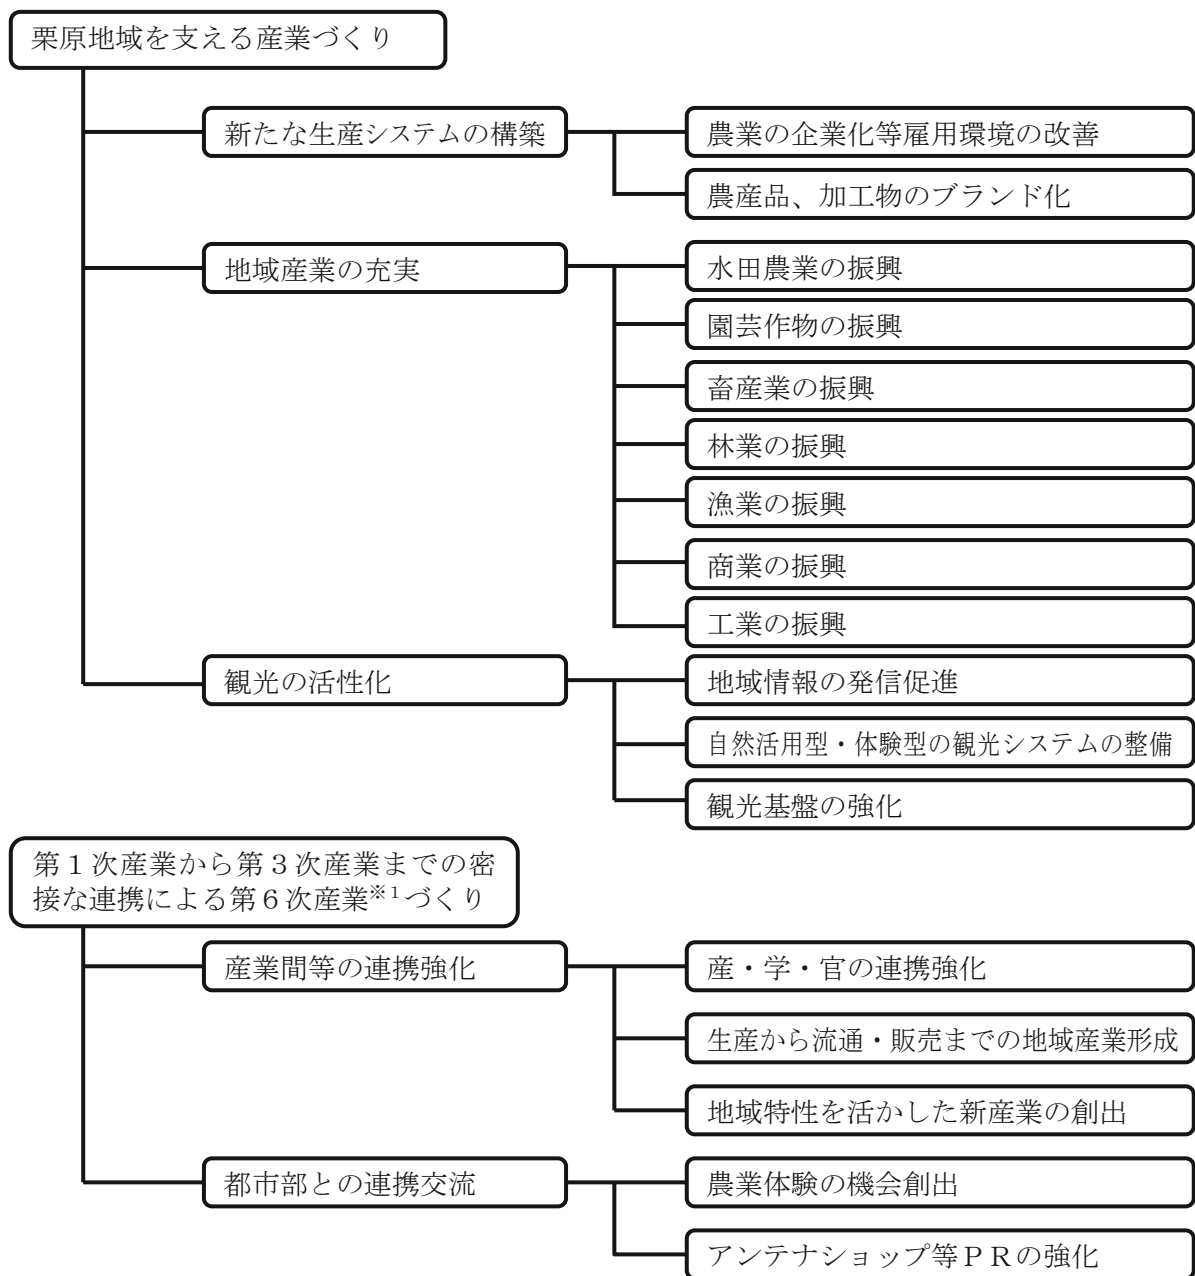 栗原地域を支える産業づくり
新たな生産システムの構築
農業の企業化等雇用環境の改善
農産品、加工物のブランド化
地域産業の充実
水田農業の振興
園芸作物の振興
畜産業の振興
林業の振興
漁業の振興
商業の振興
工業の振興
観光の活性化
地域情報の発信促進
自然活用型・体験型の観光システムの整備
観光基盤の強化
第１次産業から第３次産業までの密
接な連携による第６次産業※1づくり
産業間等の連携強化
産・学・官の連携強化
生産から流通・販売までの地域産業形成
地域特性を活かした新産業の創出
都市部との連携交流
農業体験の機会創出
アンテナショップ等ＰＲの強化